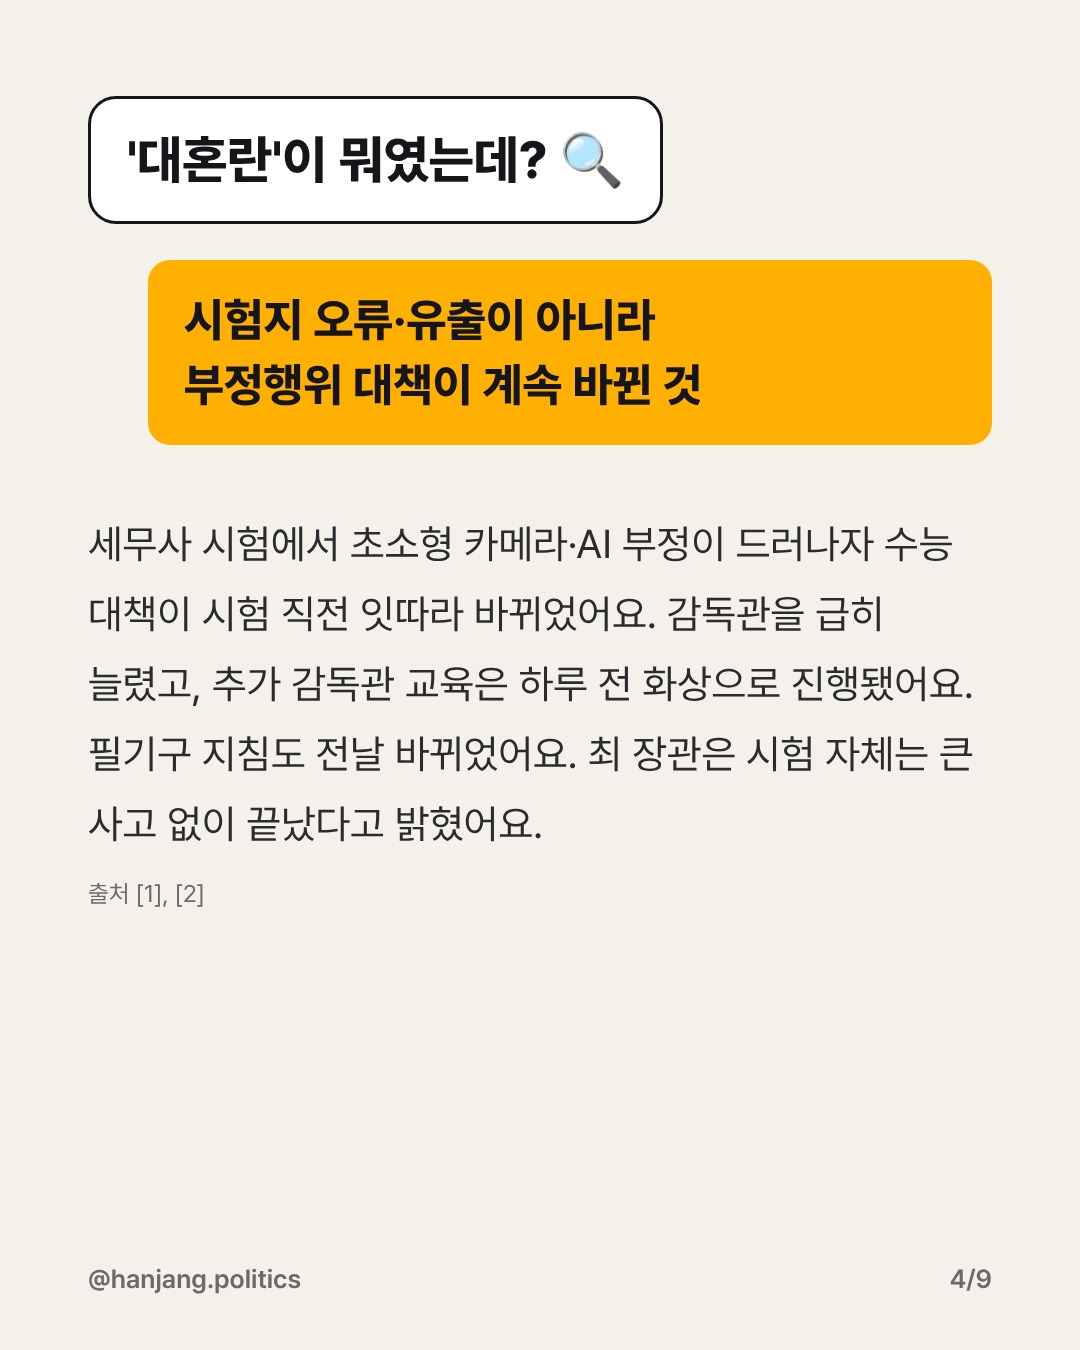 '대혼란'이 뭐였는데? 🔍
시험지 오류·유출이 아니라
부정행위 대책이 계속 바뀐 것
세무사 시험에서 초소형 카메라·AI 부정이 드러나자 수능
대책이 시험 직전 잇따라 바뀌었어요. 감독관을 급히
늘렸고, 추가 감독관 교육은 하루 전 화상으로 진행됐어요.
필기구 지침도 전날 바뀌었어요. 최 장관은 시험 자체는 큰
사고 없이 끝났다고 밝혔어요.
출처 [1], [2]
@hanjang.politics
4/9